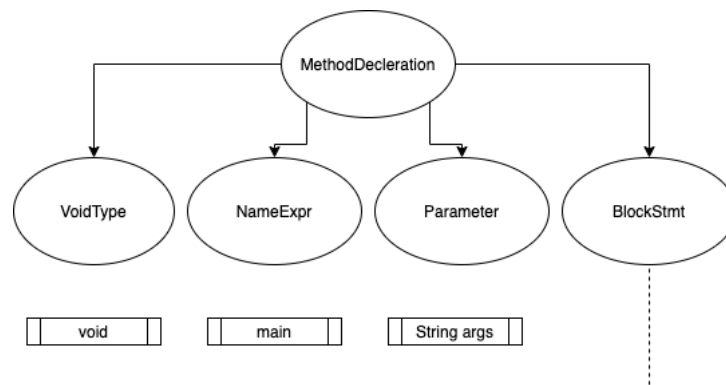 MethodDecleration
VoidType
NameExpr
Parameter
BlockStmt
void
main
String args